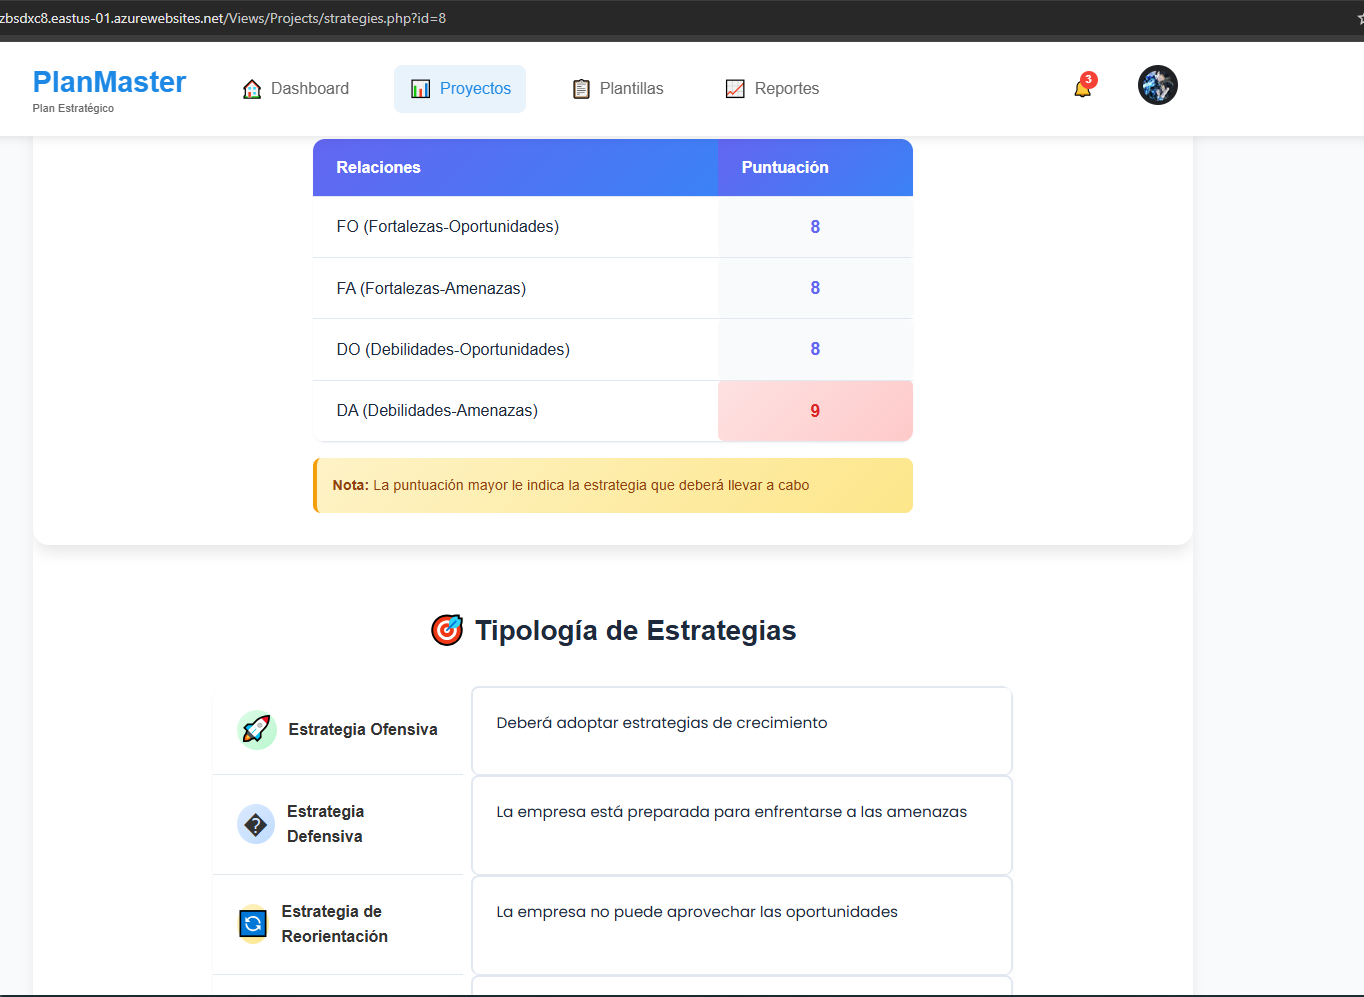 zbsdxc8.eastus-01.azurewebsites.net/Views/Projects/strategies.php?id=8
PlanMaster
Plan Estratégico
Dashboard
Proyectos
Plantillas
Reportes
3
Relaciones Puntuación
FO (Fortalezas-Oportunidades) 8
FA (Fortalezas-Amenazas) 8
DO (Debilidades-Oportunidades) 8
DA (Debilidades-Amenazas) 9
Nota: La puntuación mayor le indica la estrategia que deberá llevar a cabo
Tipología de Estrategias
Estrategia Ofensiva
Deberá adoptar estrategias de crecimiento
Estrategia
Defensiva
La empresa está preparada para enfrentarse a las amenazas
Estrategia de
Reorientación
La empresa no puede aprovechar las oportunidades